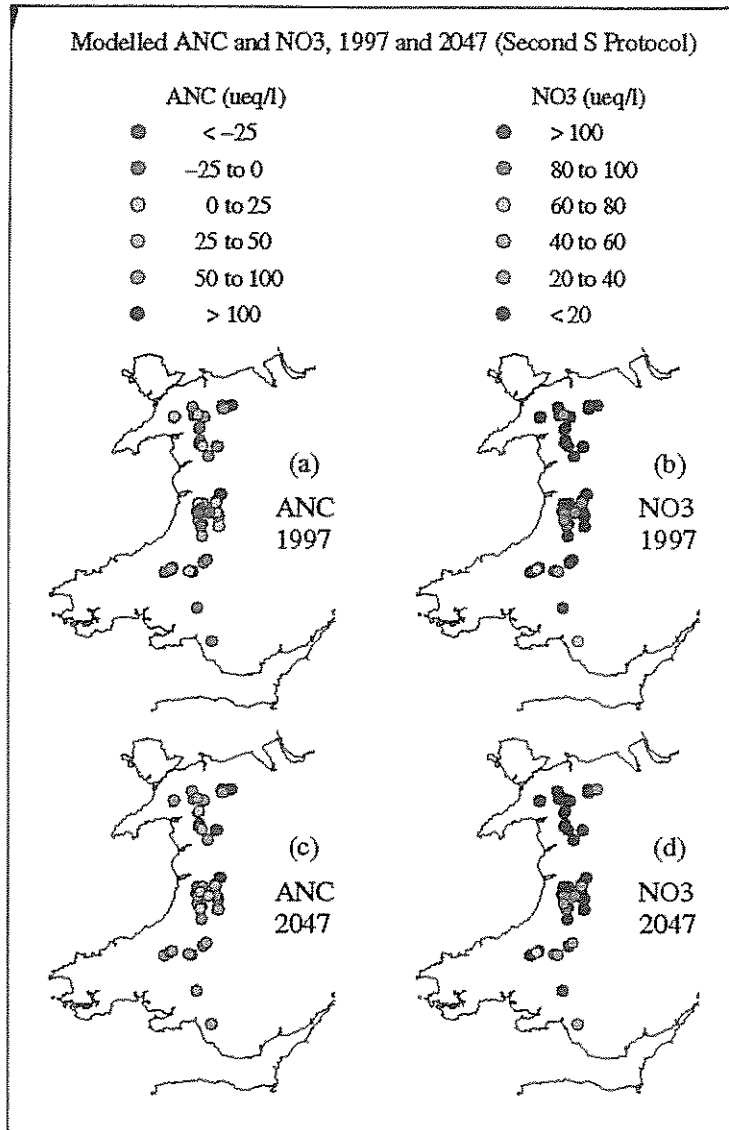 Modelled ANC and NO3, 1997 and 2047 (Second S Protocol)
ANC (ueq/l)
< –25
–25 to 0
0 to 25
25 to 50
50 to 100
> 100
NO3 (ueq/l)
> 100
80 to 100
60 to 80
40 to 60
20 to 40
< 20
(a)
ANC
1997
(b)
NO3
1997
(c)
ANC
2047
(d)
NO3
2047